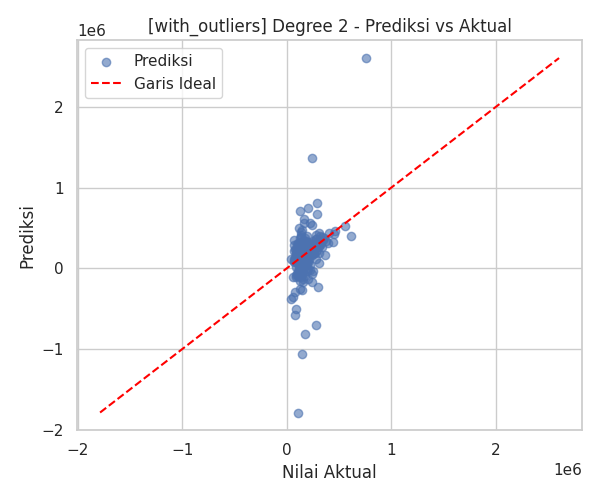 [with_outliers] Degree 2 - Prediksi vs Aktual
1e6
Prediksi
Garis Ideal
2
1
0
−1
−2
Prediksi
−2
−1
0
1
2
Nilai Aktual
1e6